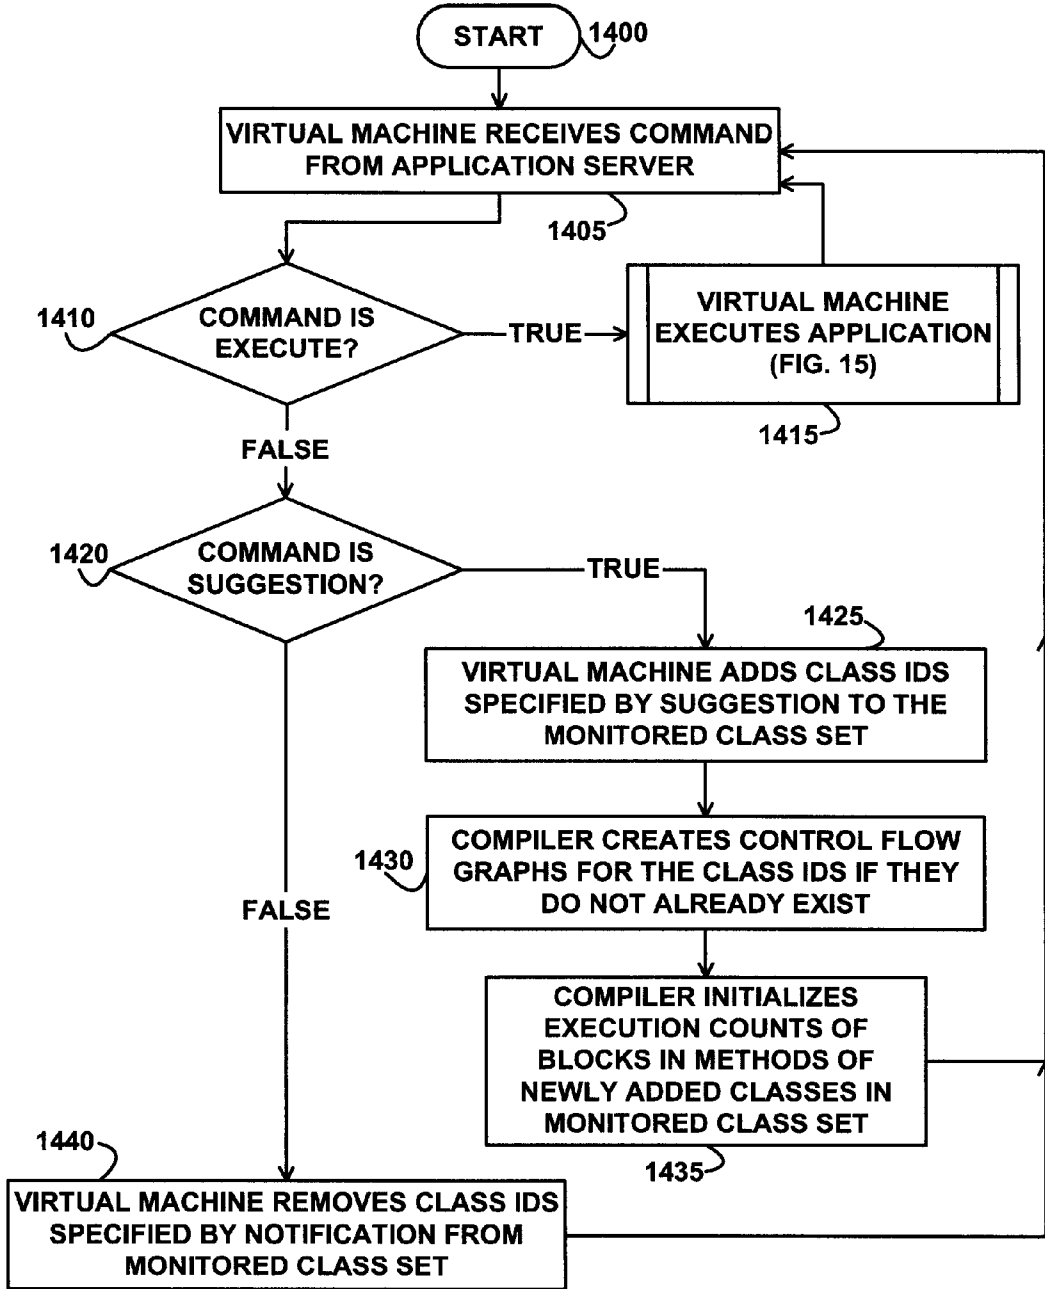 START
1400
VIRTUAL MACHINE RECEIVES COMMAND
FROM APPLICATION SERVER
1405
1410
COMMAND IS
EXECUTE?
TRUE
VIRTUAL MACHINE
EXECUTES APPLICATION
(FIG. 15)
1415
FALSE
1420
COMMAND IS
SUGGESTION?
TRUE
1425
VIRTUAL MACHINE ADDS CLASS IDS
SPECIFIED BY SUGGESTION TO THE
MONITORED CLASS SET
1430
COMPILER CREATES CONTROL FLOW
GRAPHS FOR THE CLASS IDS IF THEY
DO NOT ALREADY EXIST
FALSE
COMPILER INITIALIZES
EXECUTION COUNTS OF
BLOCKS IN METHODS OF
NEWLY ADDED CLASSES IN
MONITORED CLASS SET
1435
1440
VIRTUAL MACHINE REMOVES CLASS IDS
SPECIFIED BY NOTIFICATION FROM
MONITORED CLASS SET